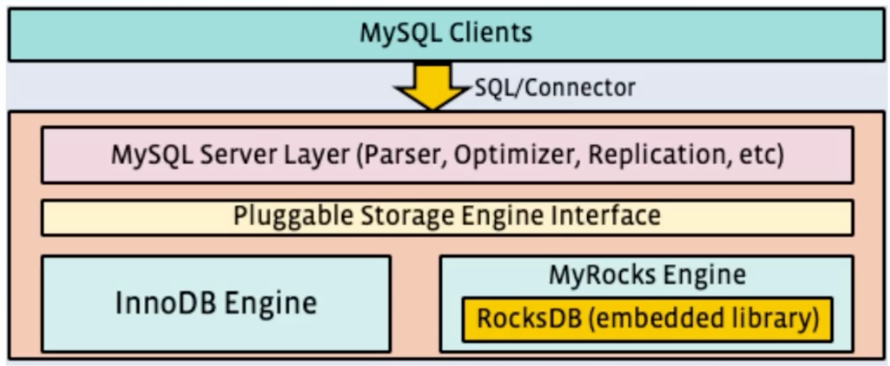 MySQL Clients
SQL/Connector
MySQL Server Layer (Parser, Optimizer, Replication, etc)
Pluggable Storage Engine Interface
InnoDB Engine
MyRocks Engine
RocksDB (embedded library)